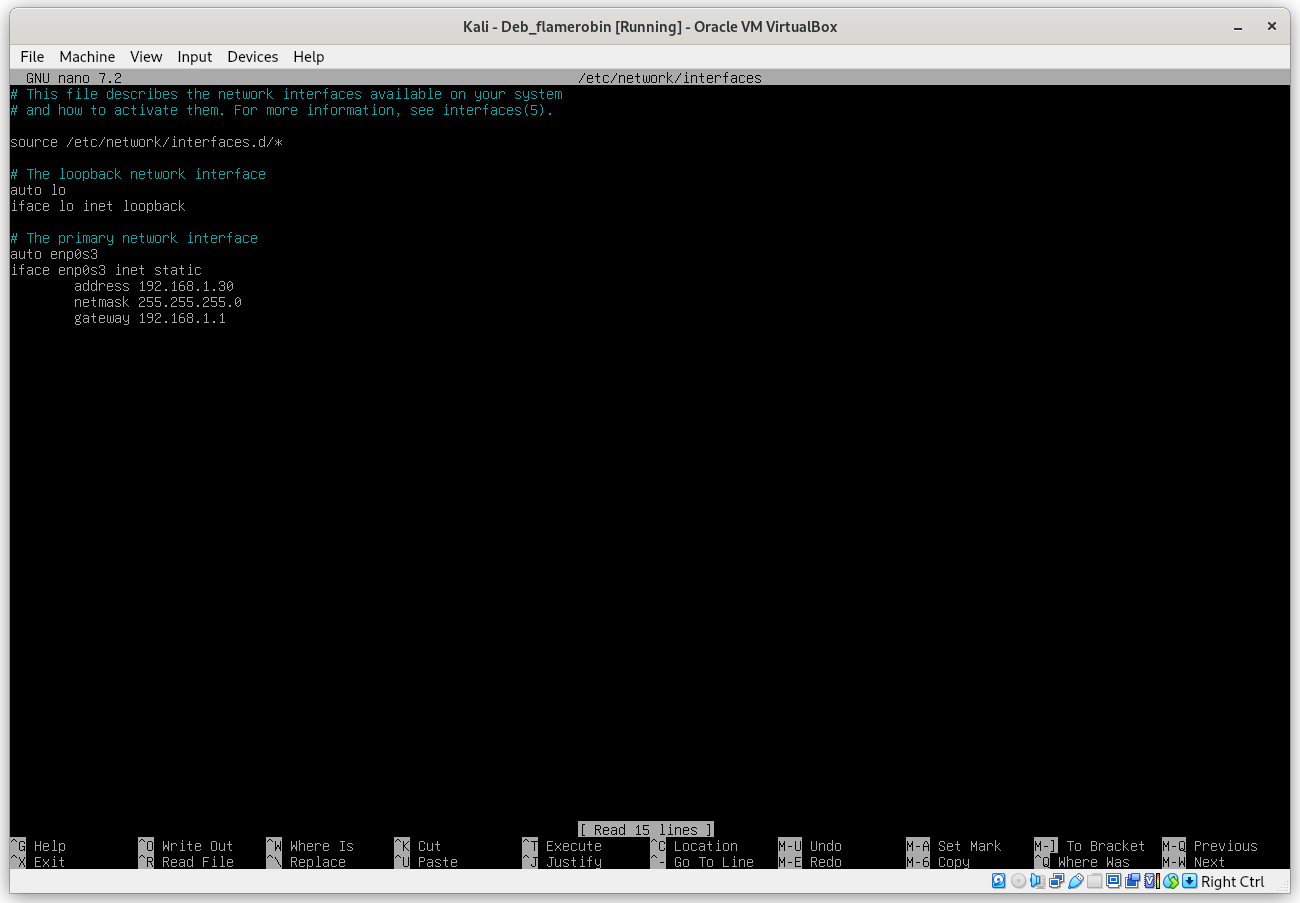 Kali - Deb_flamerobin [Running] - Oracle VM VirtualBox
File Machine View Input Devices Help
GNU nano 7.2 /etc/network/interfaces
# This file describes the network interfaces available on your system
# and how to activate them. For more information, see interfaces(5).
source /etc/network/interfaces.d/*
# The loopback network interface
auto lo
iface lo inet loopback
# The primary network interface
auto enp0s3
iface enp0s3 inet static
address 192.168.1.30
netmask 255.255.255.0
gateway 192.168.1.1
[ Read 15 lines ]
^G Help ^O Write Out ^W Where Is ^K Cut ^T Execute ^C Location M-U Undo M-A Set Mark M-] To Bracket M-Q Previous
^X Exit ^R Read File ^\ Replace ^U Paste ^J Justify ^- Go To Line M-E Redo M-6 Copy ^Q Where Was M-W Next
Right Ctrl